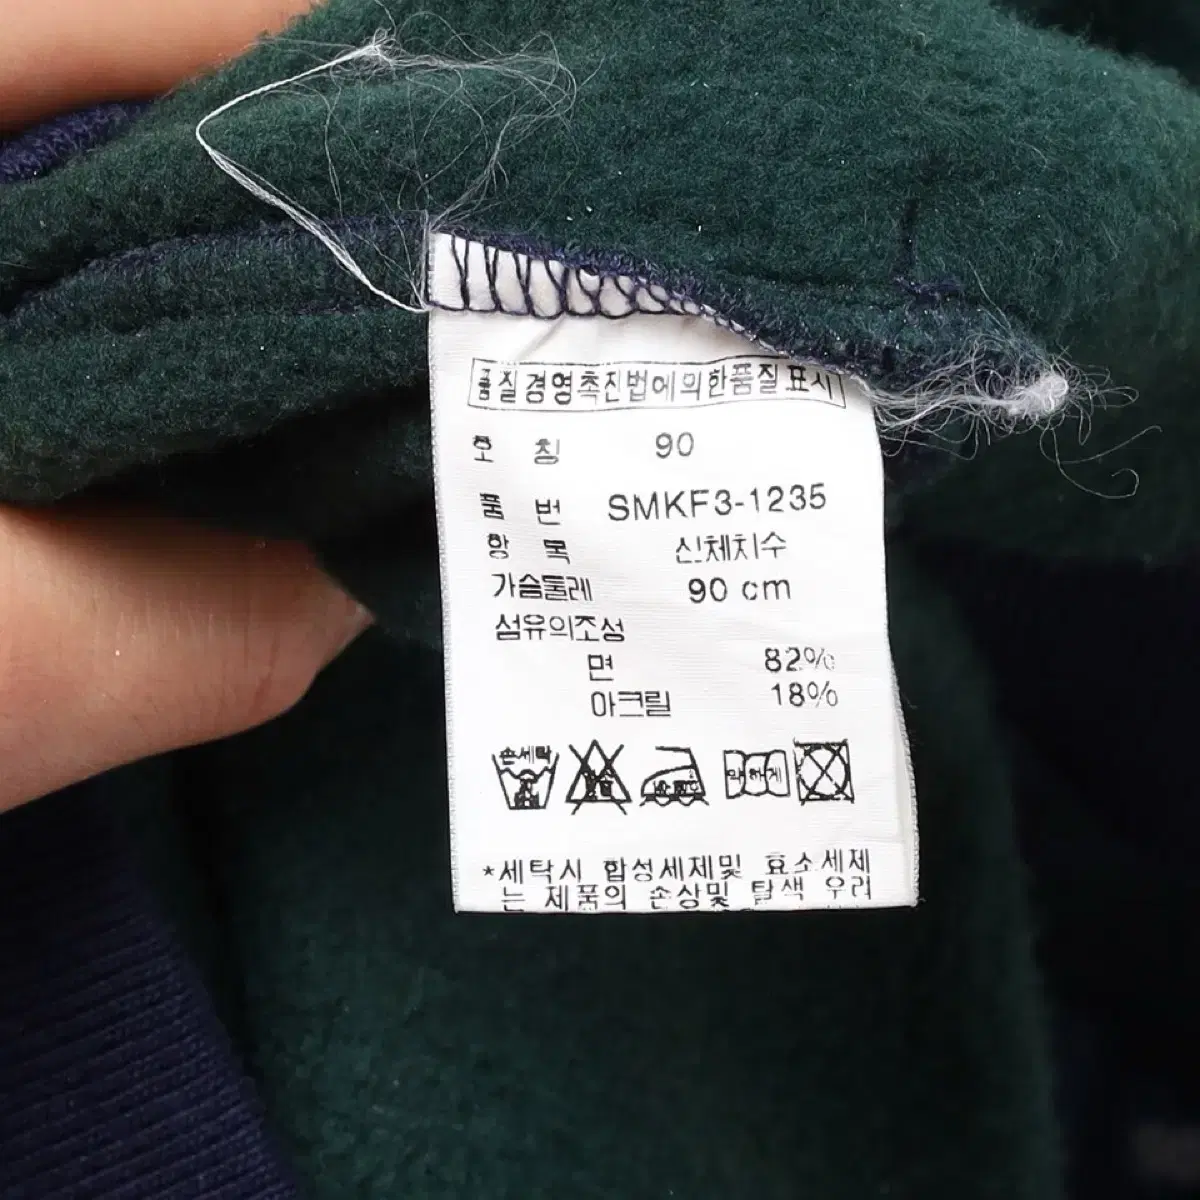 품질경영촉진법에의한품질표시
호 칭 90
품 번 SMKF3-1235
항 목 신체치수
가슴둘레 90 cm
섬유의조성
면 82%
아크릴 18%
손세탁 약하게
*세탁시 합성세제및 효소세제
는 제품의 손상및 탈색 우려